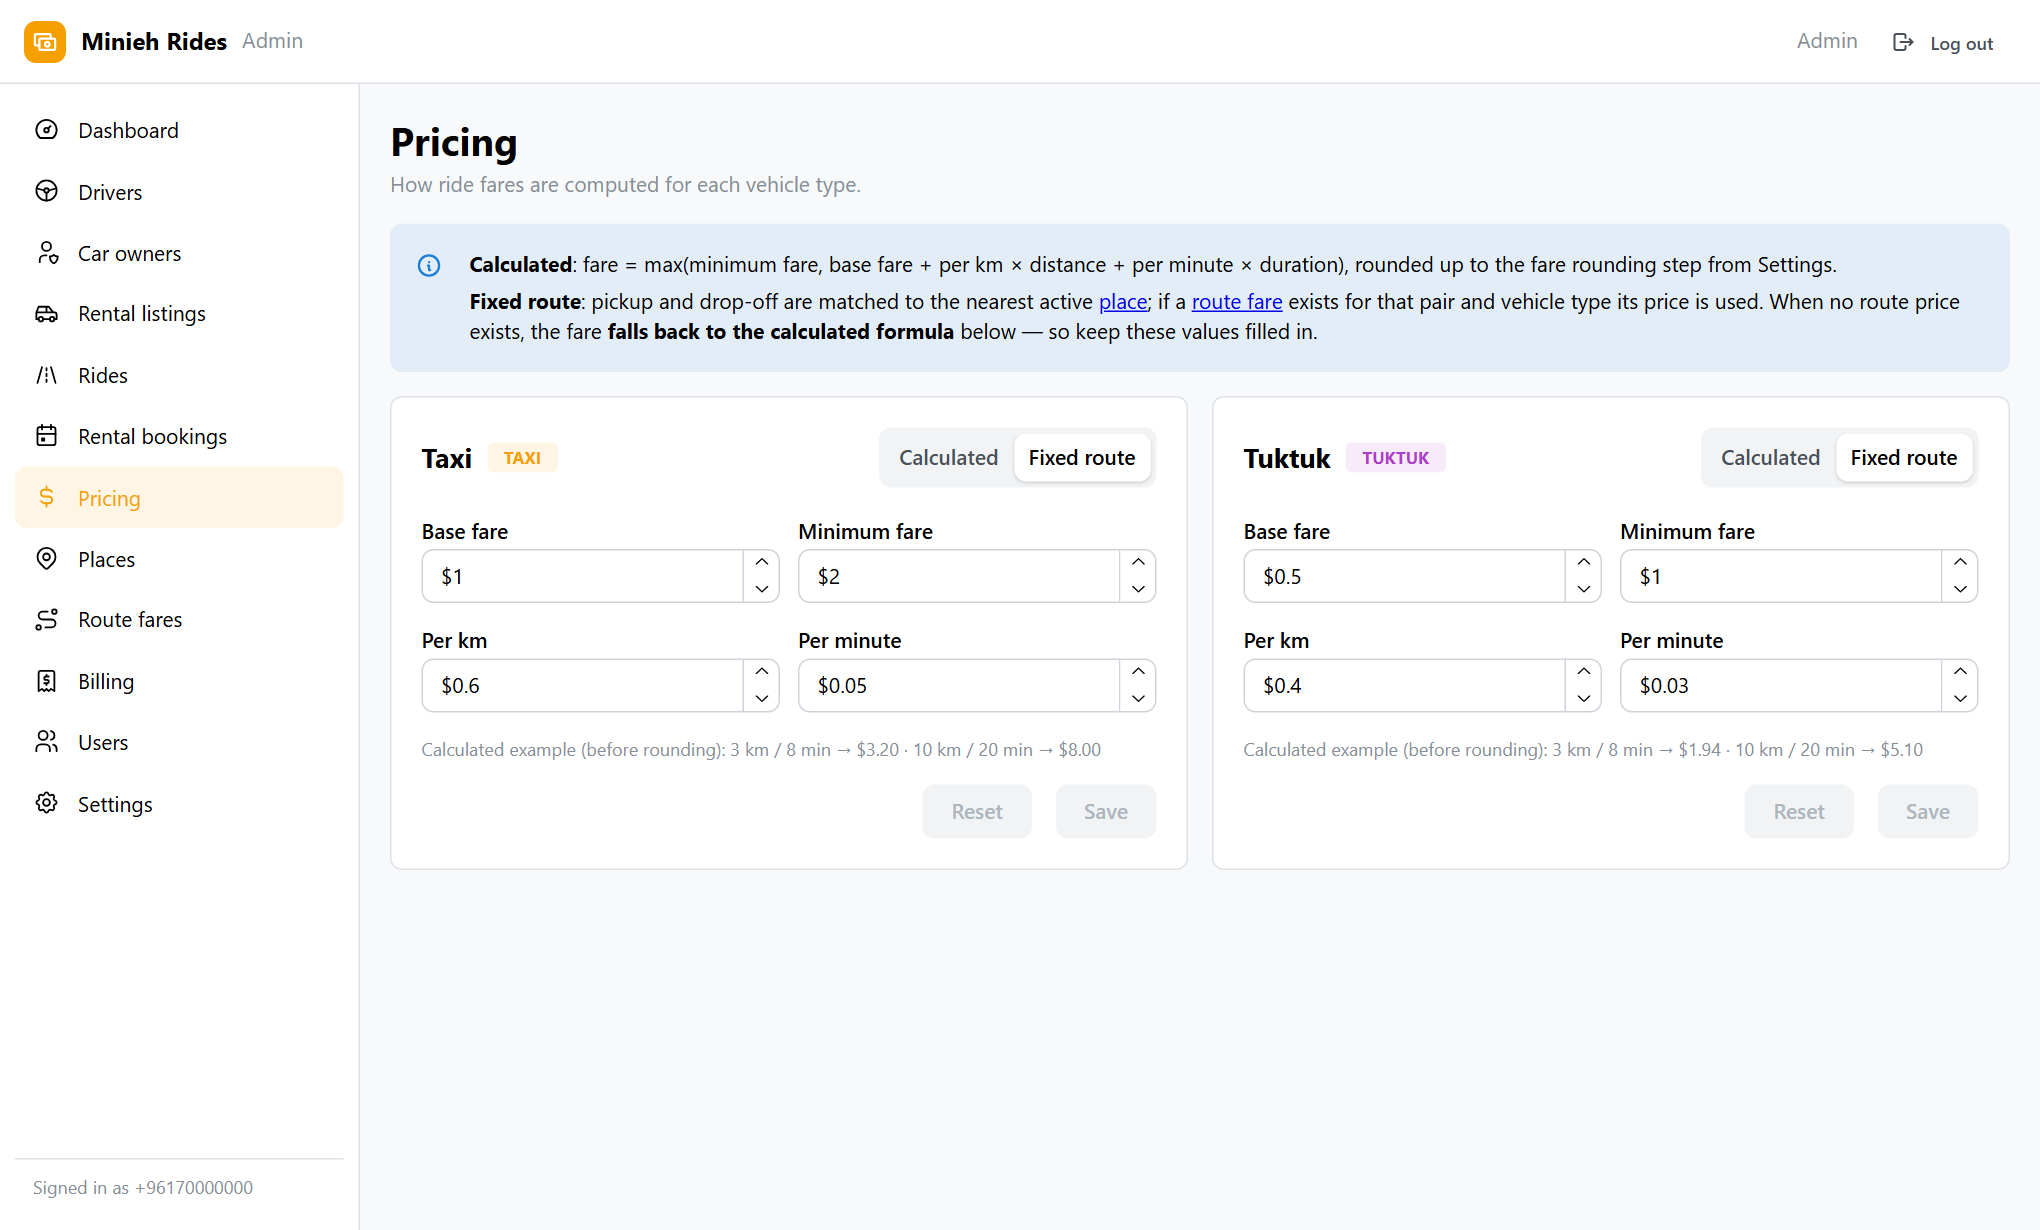 Minieh Rides Admin
Admin
Log out
Dashboard
Drivers
Car owners
Rental listings
Rides
Rental bookings
Pricing
Places
Route fares
Billing
Users
Settings
Signed in as +96170000000
Pricing
How ride fares are computed for each vehicle type.
Calculated: fare = max(minimum fare, base fare + per km × distance + per minute × duration), rounded up to the fare rounding step from Settings.
Fixed route: pickup and drop-off are matched to the nearest active place; if a route fare exists for that pair and vehicle type its price is used. When no route price
exists, the fare falls back to the calculated formula below — so keep these values filled in.
Taxi TAXI
Calculated Fixed route
Base fare
$1
Minimum fare
$2
Per km
$0.6
Per minute
$0.05
Calculated example (before rounding): 3 km / 8 min → $3.20 · 10 km / 20 min → $8.00
Reset
Save
Tuktuk TUKTUK
Calculated Fixed route
Base fare
$0.5
Minimum fare
$1
Per km
$0.4
Per minute
$0.03
Calculated example (before rounding): 3 km / 8 min → $1.94 · 10 km / 20 min → $5.10
Reset
Save